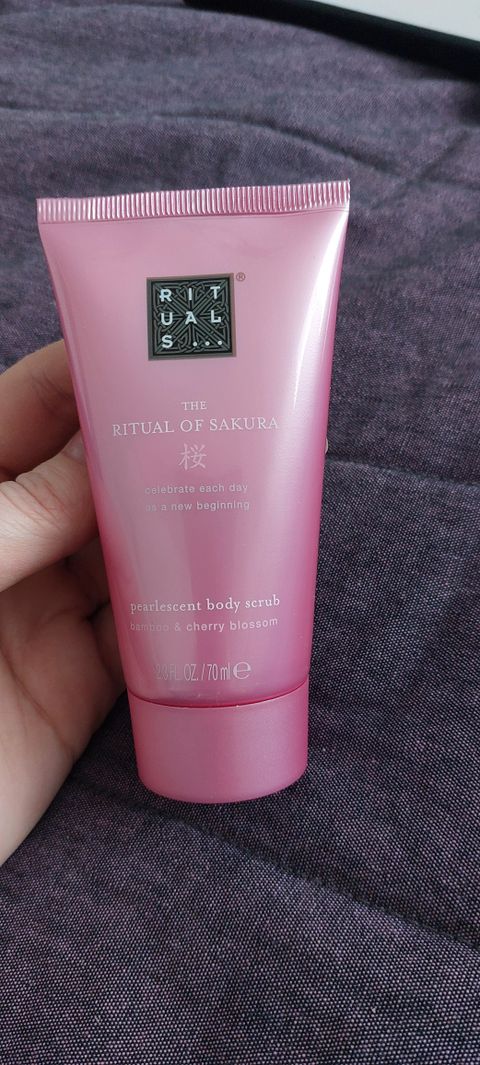 RIT
UAL
S...
®
THE
RITUAL OF SAKURA
桜
celebrate each day
as a new beginning
pearlescent body scrub
bamboo & cherry blossom
2.3 FL. OZ. / 70 ml ℮